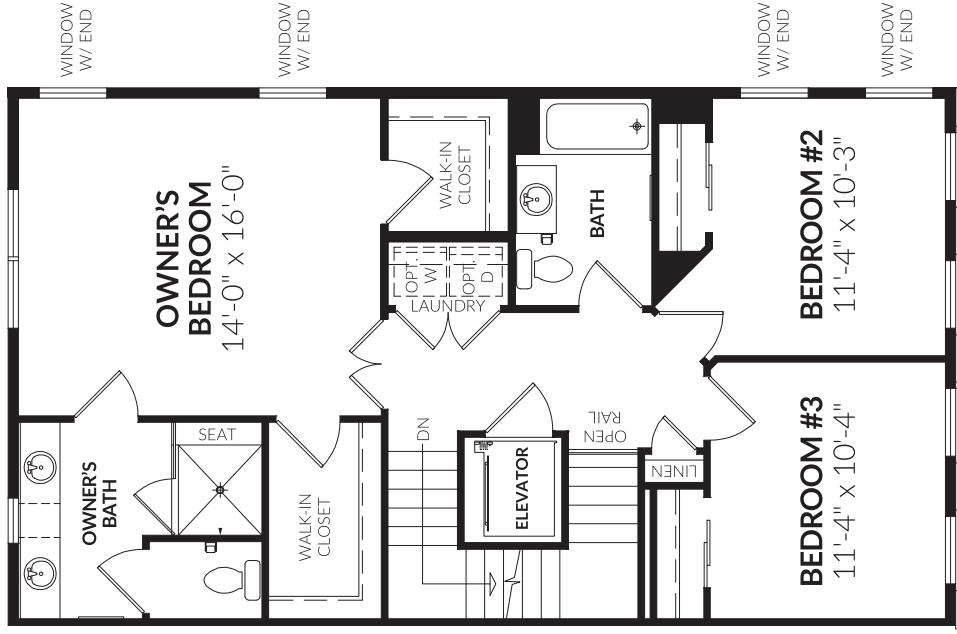 WINDOW
W/ END
WINDOW
W/ END
WINDOW
W/ END
WINDOW
W/ END
OWNER'S
BEDROOM
14'-0" x 16'-0"
WALK-IN
CLOSET
BATH
BEDROOM #2
11'-4" x 10'-3"
OPT.
W
OPT.
D
LAUNDRY
SEAT
OWNER'S
BATH
WALK-IN
CLOSET
DN
ELEVATOR
OPEN
RAIL
LINEN
BEDROOM #3
11'-4" x 10'-4"